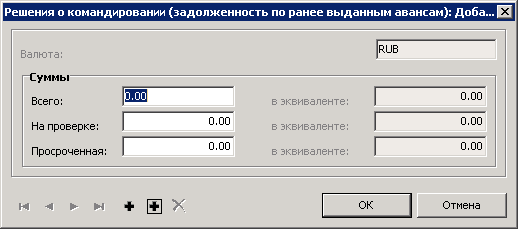 Решения о командировании (задолженность по ранее выданным авансам): Доба...
Валюта: RUB
Суммы
Всего: 0.00 в эквиваленте: 0.00
На проверке: 0.00 в эквиваленте: 0.00
Просроченная: 0.00 в эквиваленте: 0.00
OK Отмена